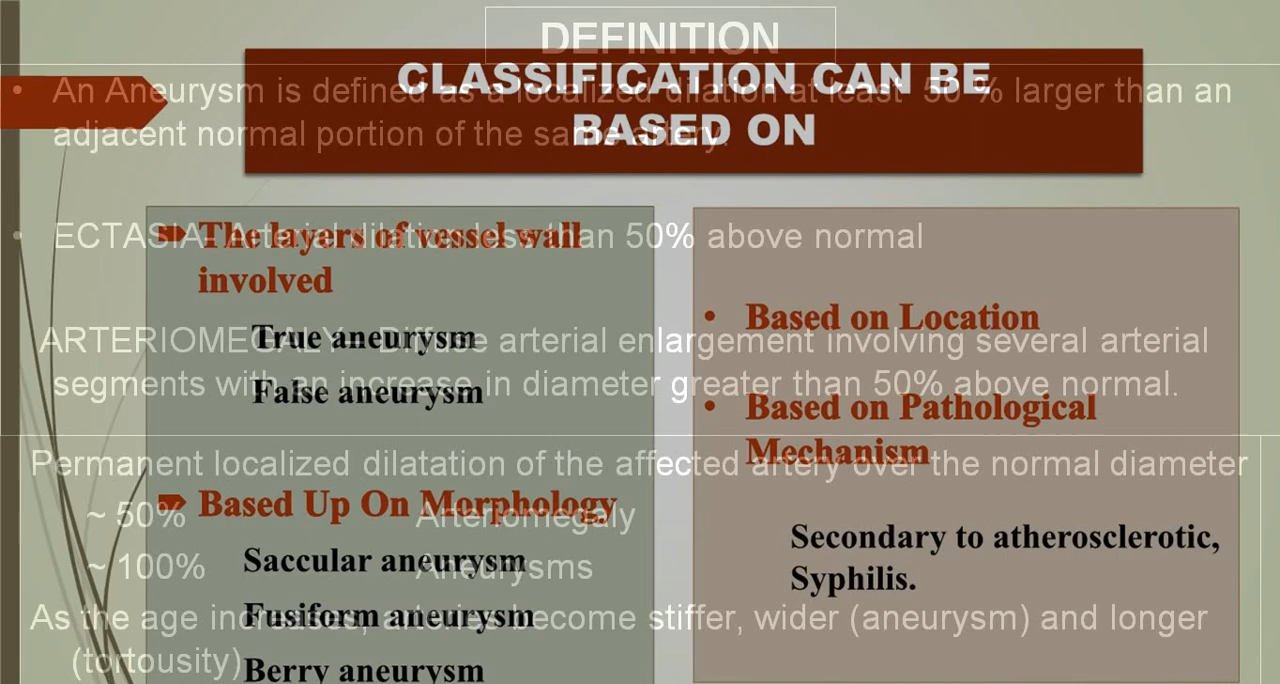 DEFINITION
• An Aneurysm is defined as a localized dilation at least 50 % larger than an
adjacent normal portion of the same artery.
• ECTASIA- Arterial dilation less than 50% above normal
ARTERIOMEGALY- Diffuse arterial enlargement involving several arterial
segments with an increase in diameter greater than 50% above normal.
Permanent localized dilatation of the affected artery over the normal diameter
~ 50% Arteriomegaly
~ 100% Aneurysms
As the age increases, arteries become stiffer, wider (aneurysm) and longer
(tortousity)
CLASSIFICATION CAN BE
BASED ON
The layers of vessel wall
involved
True aneurysm
False aneurysm
Based Up On Morphology
Saccular aneurysm
Fusiform aneurysm
Berry aneurysm
• Based on Location
• Based on Pathological
Mechanism
Secondary to atherosclerotic,
Syphilis.